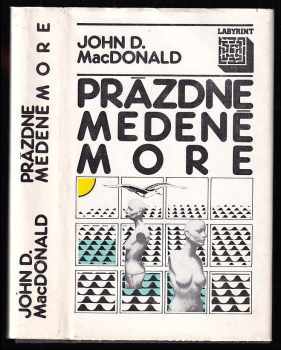 JOHN D.
MacDONALD
PRÁZDNE
MEDENÉ
MORE
LABYRINT
JOHN D.
MacDONALD
PRÁZDNE
MEDENÉ MORE